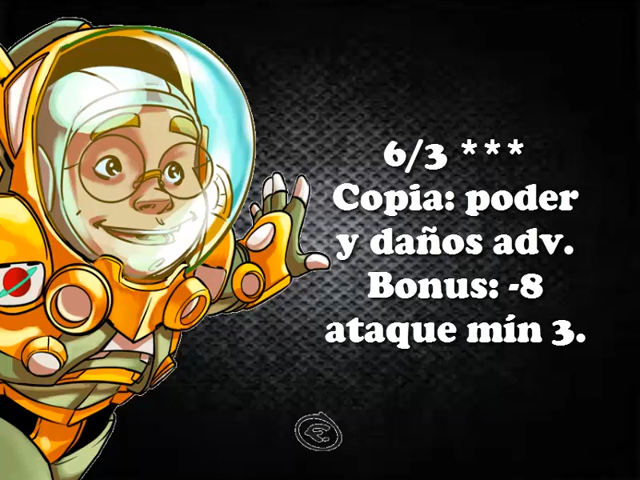 6/3 ***
Copia: poder
y daños adv.
Bonus: -8
ataque mín 3.